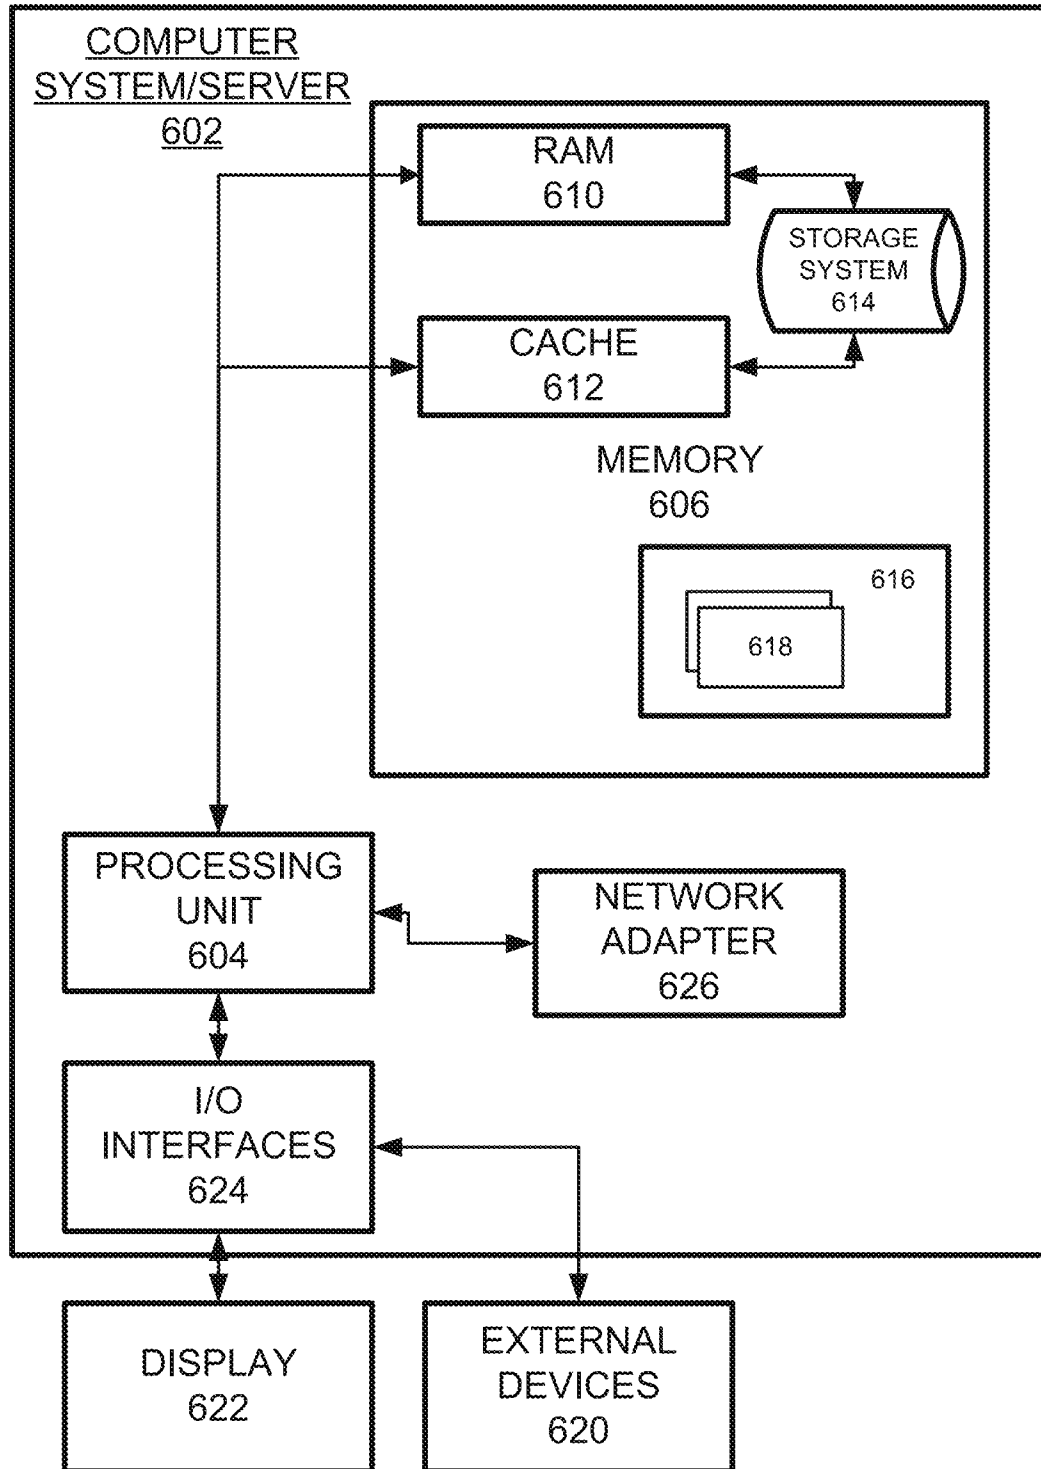 COMPUTER
SYSTEM/SERVER
602
RAM
610
STORAGE
SYSTEM
614
CACHE
612
MEMORY
606
616
618
PROCESSING
UNIT
604
NETWORK
ADAPTER
626
I/O
INTERFACES
624
DISPLAY
622
EXTERNAL
DEVICES
620